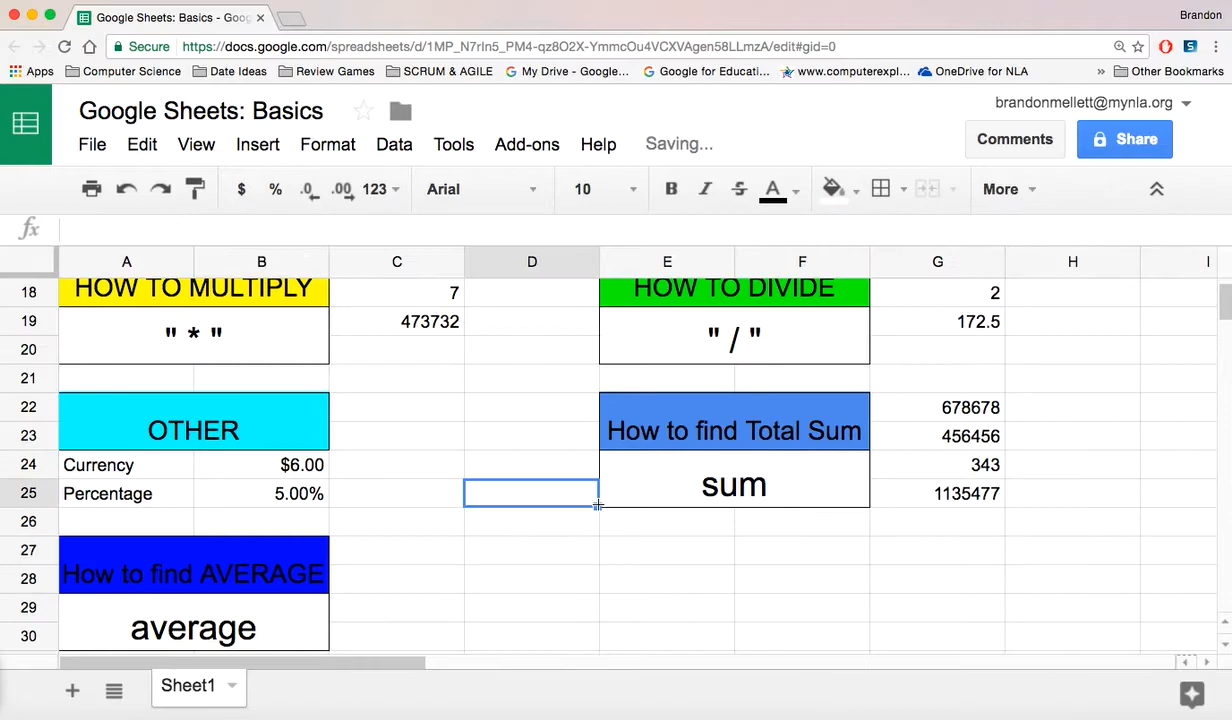 Google Sheets: Basics - Goog
Brandon
Secure https://docs.google.com/spreadsheets/d/1MP_N7rIn5_PM4-qz8O2X-YmmcOu4VCXVAgen58LLmzA/edit#gid=0
Apps Computer Science Date Ideas Review Games SCRUM & AGILE My Drive - Google... Google for Educati... www.computerexpl... OneDrive for NLA » Other Bookmarks
Google Sheets: Basics
brandonmellett@mynla.org
File Edit View Insert Format Data Tools Add-ons Help Saving...
Comments Share
$ % .0 .00 123 Arial 10 B I S A More
fx
A B C D E F G H I
18 HOW TO MULTIPLY 7 HOW TO DIVIDE 2
19 473732 172.5
" * " " / "
20
21
22 678678
23 OTHER How to find Total Sum 456456
24 Currency $6.00 343
sum
25 Percentage 5.00% 1135477
26
27
28 How to find AVERAGE
29
average
30
Sheet1